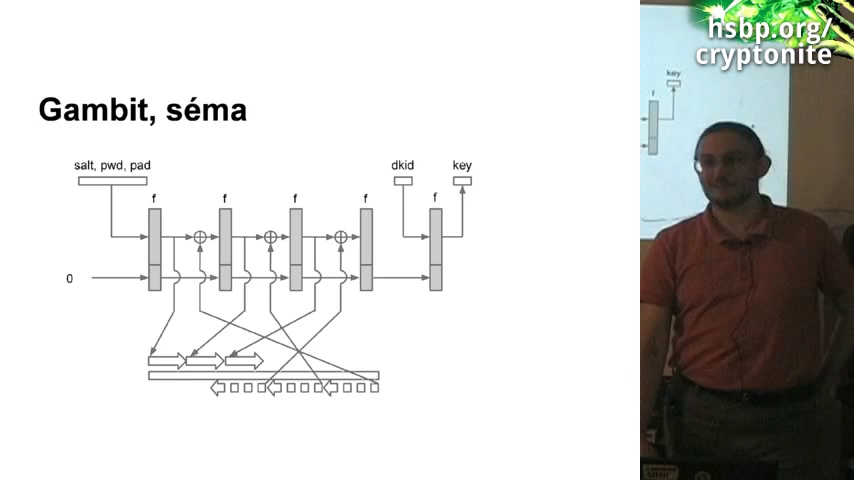 Gambit, séma
salt, pwd, pad
dkid
key
f
f
f
f
f
0
hsbp.org/
cryptonite
key
f